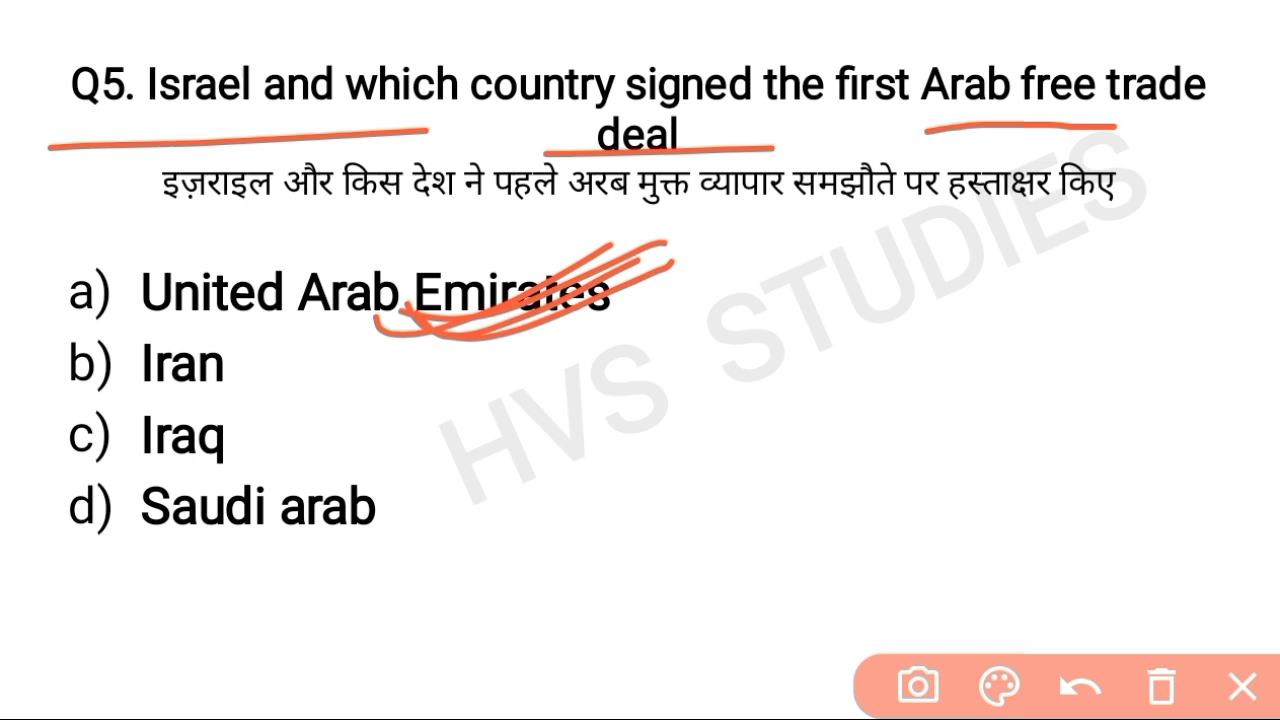 Q5. Israel and which country signed the first Arab free trade
deal
इज़राइल और किस देश ने पहले अरब मुक्त व्यापार समझौते पर हस्ताक्षर किए
a) United Arab Emirates
b) Iran
c) Iraq
d) Saudi arab
HVS STUDIES